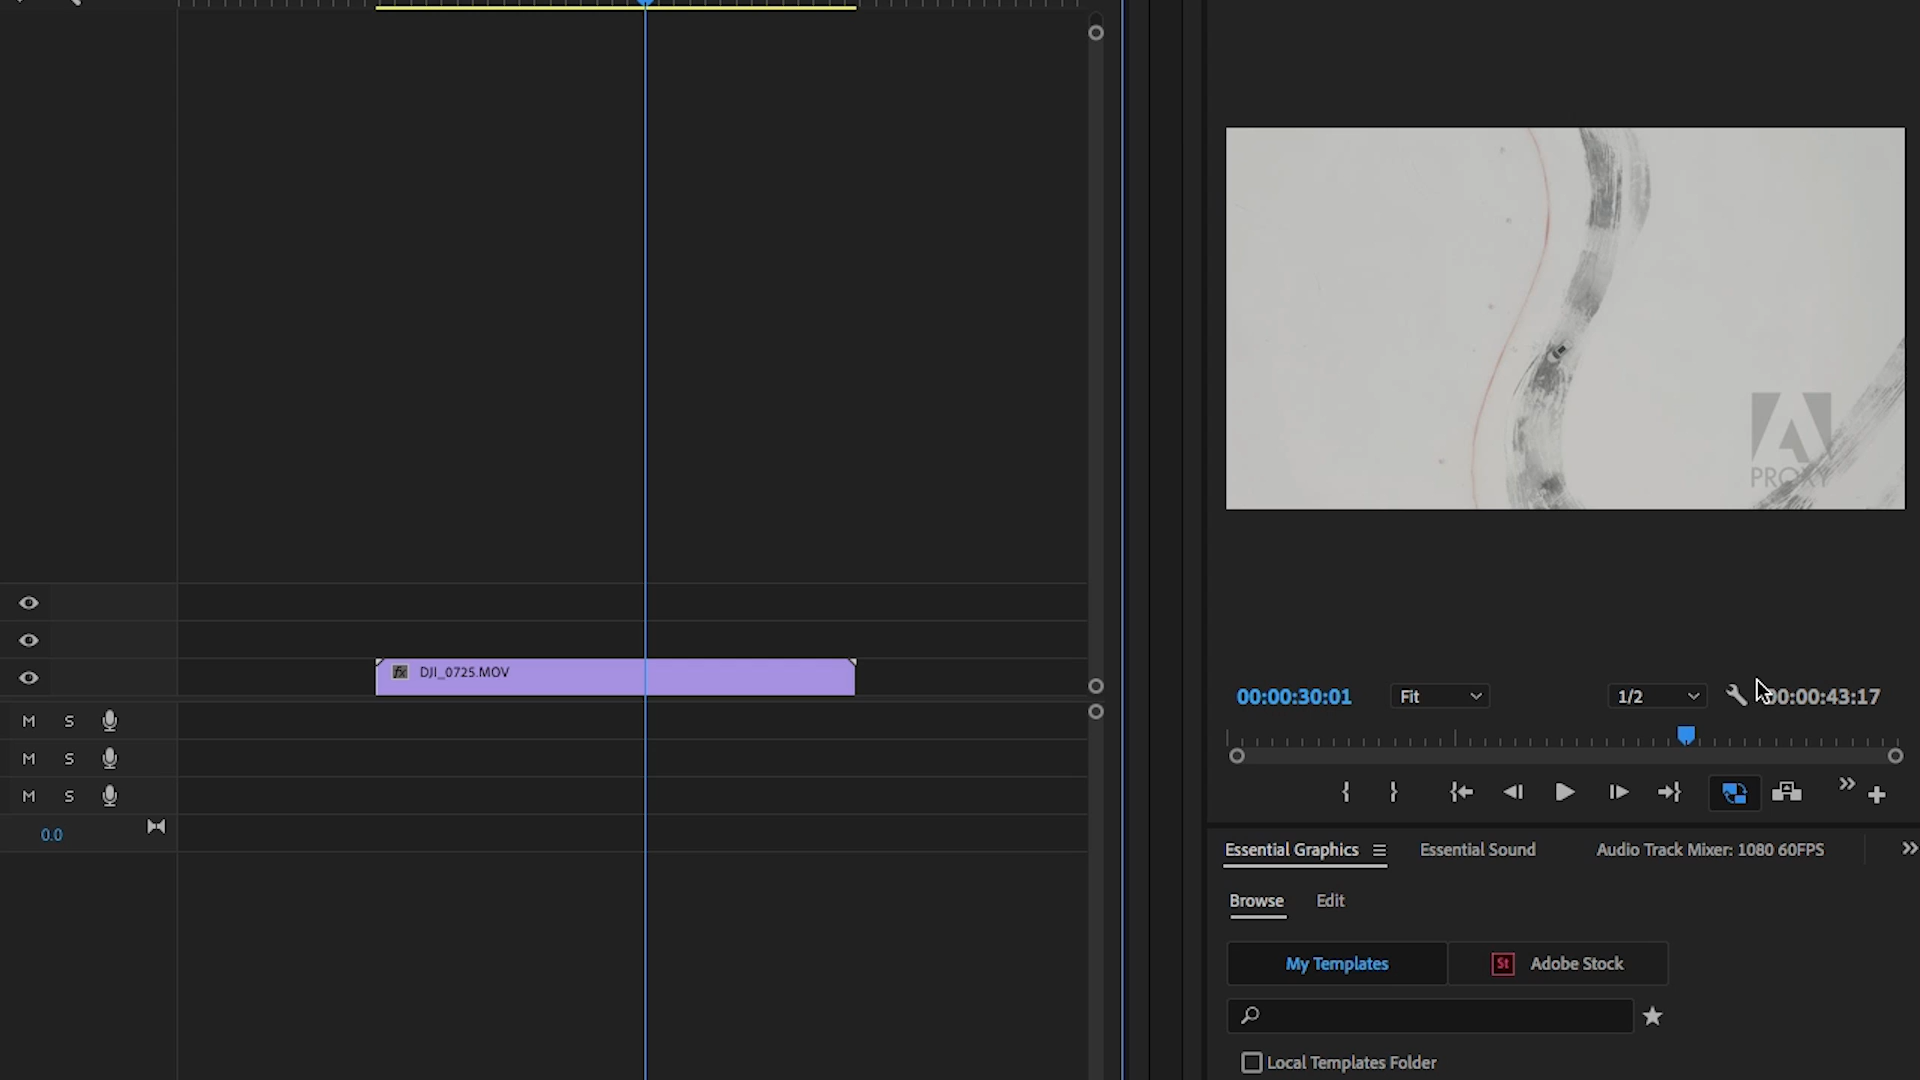 PROXY
DJI_0725.MOV
00:00:30:01
Fit
1/2
00:00:43:17
M S
M S
M S
0.0
Essential Graphics
Essential Sound
Audio Track Mixer: 1080 60FPS
Browse
Edit
My Templates
St Adobe Stock
Local Templates Folder